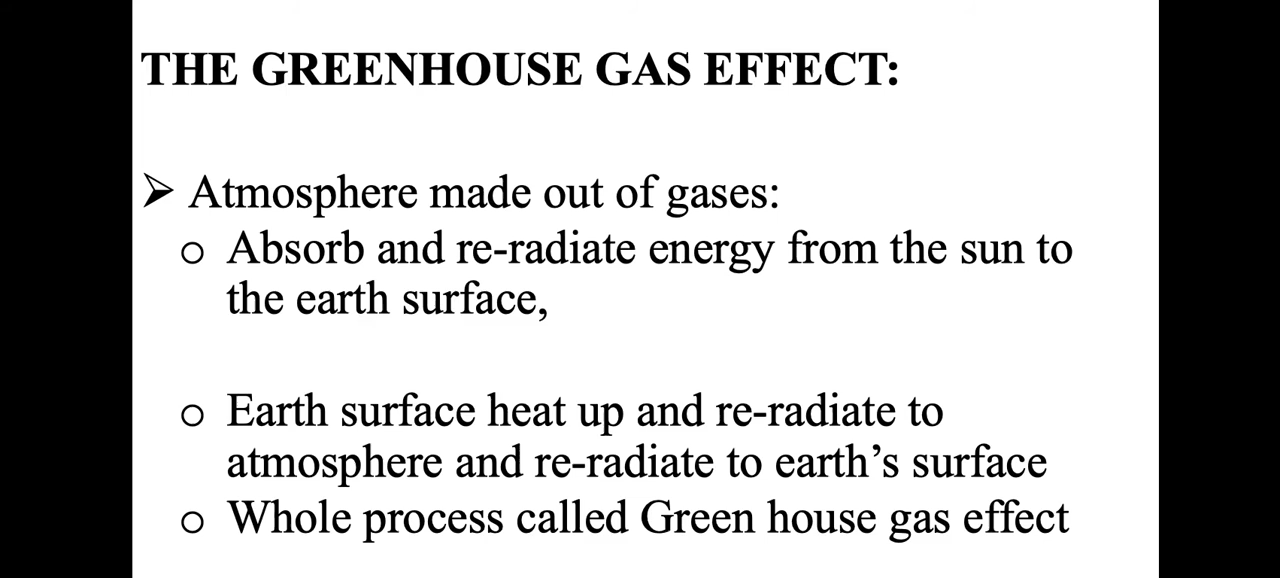 THE GREENHOUSE GAS EFFECT:
➢ Atmosphere made out of gases:
o Absorb and re-radiate energy from the sun to
the earth surface,
o Earth surface heat up and re-radiate to
atmosphere and re-radiate to earth’s surface
o Whole process called Green house gas effect